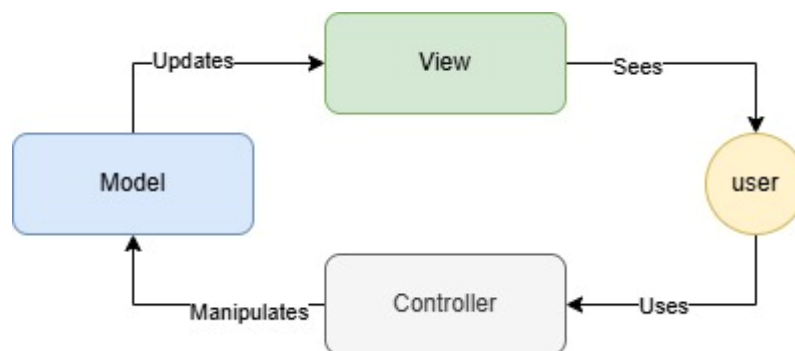 Updates
View
Sees
Model
user
Manipulates
Controller
Uses